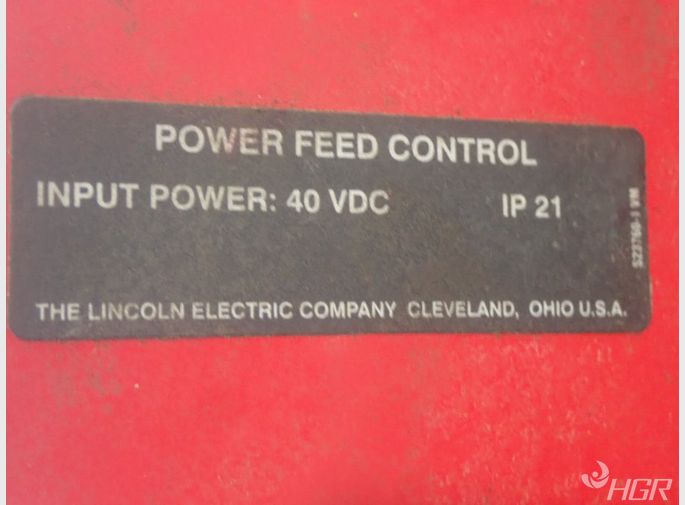 POWER FEED CONTROL
INPUT POWER: 40 VDC IP 21
THE LINCOLN ELECTRIC COMPANY CLEVELAND, OHIO U.S.A.
HGR